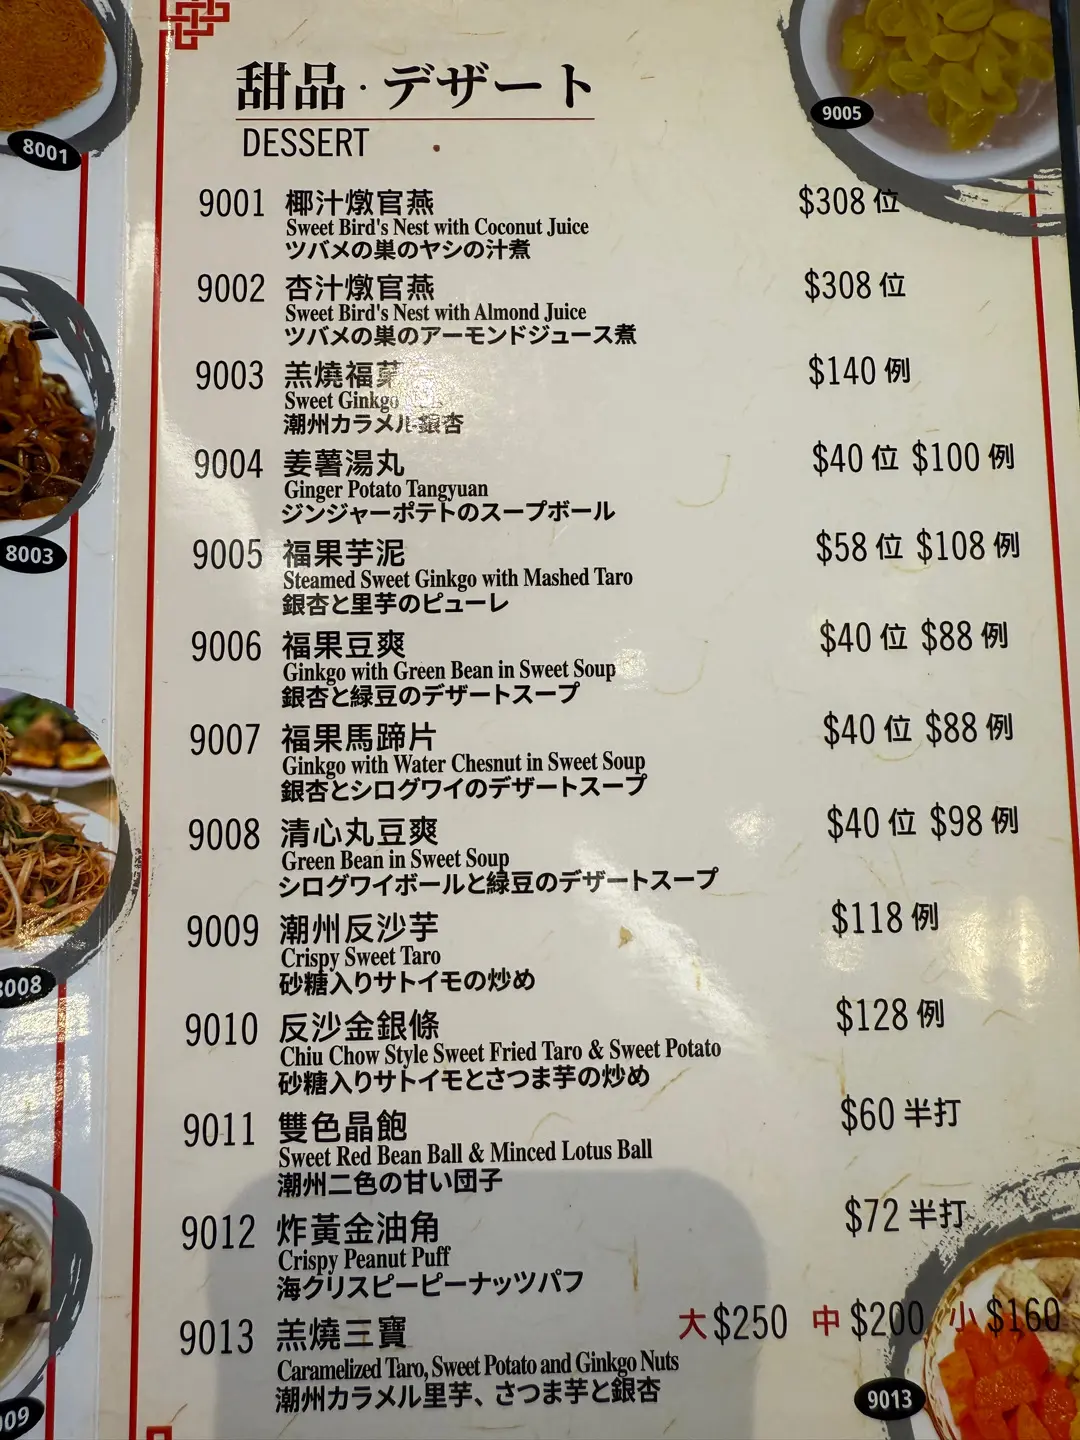 甜品·デザート
DESSERT
8001
9005
9001 椰汁燉官燕 $308 位
Sweet Bird's Nest with Coconut Juice
ツバメの巣のヤシの汁煮
9002 杏汁燉官燕 $308 位
Sweet Bird's Nest with Almond Juice
ツバメの巣のアーモンドジュース煮
9003 羔燒福菓 $140 例
Sweet Ginkgo
潮州カラメル銀杏
9004 姜薯湯丸 $40 位 $100 例
Ginger Potato Tangyuan
ジンジャーポテトのスープボール
8003
9005 福果芋泥 $58 位 $108 例
Steamed Sweet Ginkgo with Mashed Taro
銀杏と里芋のピューレ
9006 福果豆爽 $40 位 $88 例
Ginkgo with Green Bean in Sweet Soup
銀杏と緑豆のデザートスープ
9007 福果馬蹄片 $40 位 $88 例
Ginkgo with Water Chesnut in Sweet Soup
銀杏とシログワイのデザートスープ
9008 清心丸豆爽 $40 位 $98 例
Green Bean in Sweet Soup
シログワイボールと緑豆のデザートスープ
9009 潮州反沙芋 $118 例
Crispy Sweet Taro
砂糖入りサトイモの炒め
8008
9010 反沙金銀條 $128 例
Chiu Chow Style Sweet Fried Taro & Sweet Potato
砂糖入りサトイモとさつま芋の炒め
9011 雙色晶飽 $60 半打
Sweet Red Bean Ball & Minced Lotus Ball
潮州二色の甘い団子
9012 炸黃金油角 $72 半打
Crispy Peanut Puff
海クリスピーピーナッツパフ
9013 羔燒三寶 大 $250 中 $200 小 $160
Caramelized Taro, Sweet Potato and Ginkgo Nuts
潮州カラメル里芋、さつま芋と銀杏
9013
09